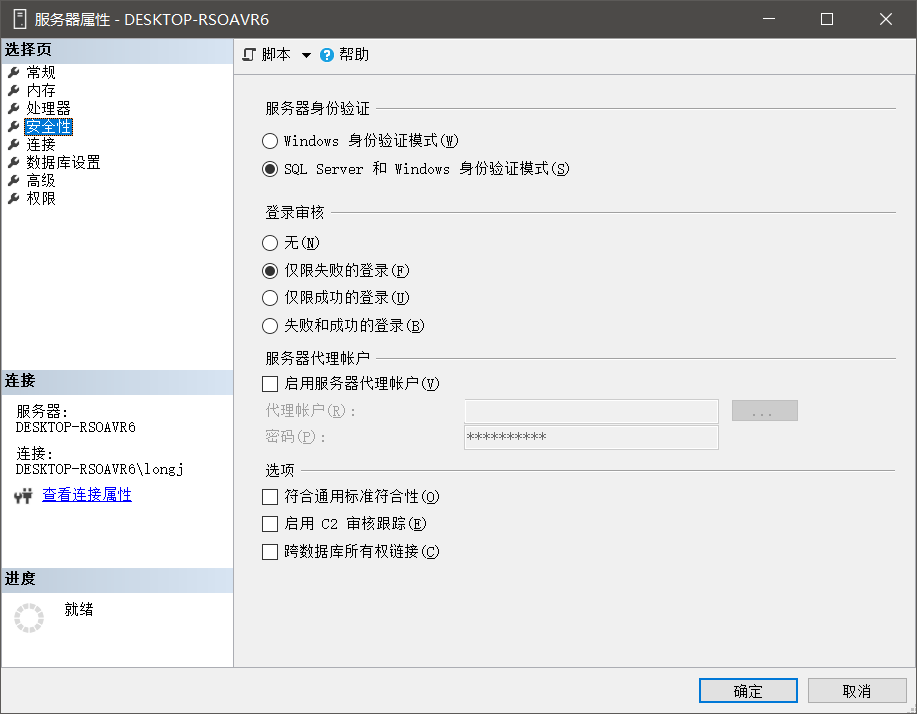 服务器属性 - DESKTOP-RSOAVR6
选择页
常规
内存
处理器
安全性
连接
数据库设置
高级
权限
连接
服务器:
DESKTOP-RSOAVR6
连接:
DESKTOP-RSOAVR6\longj
查看连接属性
进度
就绪
脚本 帮助
服务器身份验证
Windows 身份验证模式(W)
SQL Server 和 Windows 身份验证模式(S)
登录审核
无(N)
仅限失败的登录(F)
仅限成功的登录(U)
失败和成功的登录(B)
服务器代理帐户
启用服务器代理帐户(V)
代理帐户(R): ...
密码(P): **********
选项
符合通用标准符合性(O)
启用 C2 审核跟踪(E)
跨数据库所有权链接(C)
确定 取消